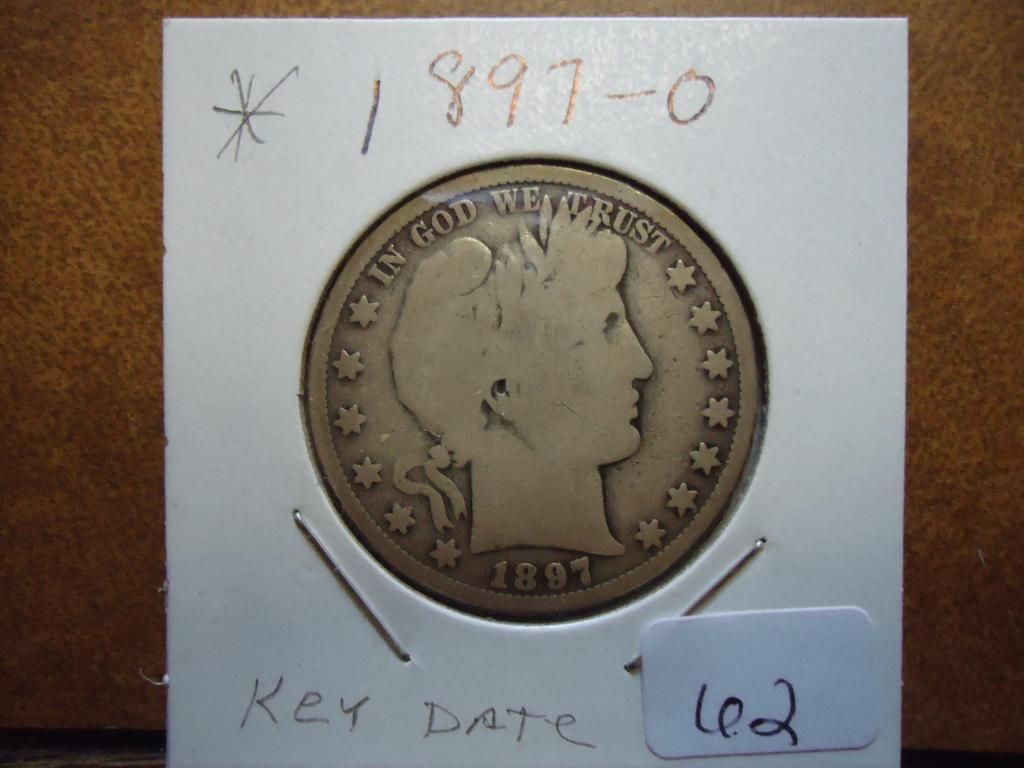 * 1897-O
IN GOD WE TRUST
1897
KEY DATE
62